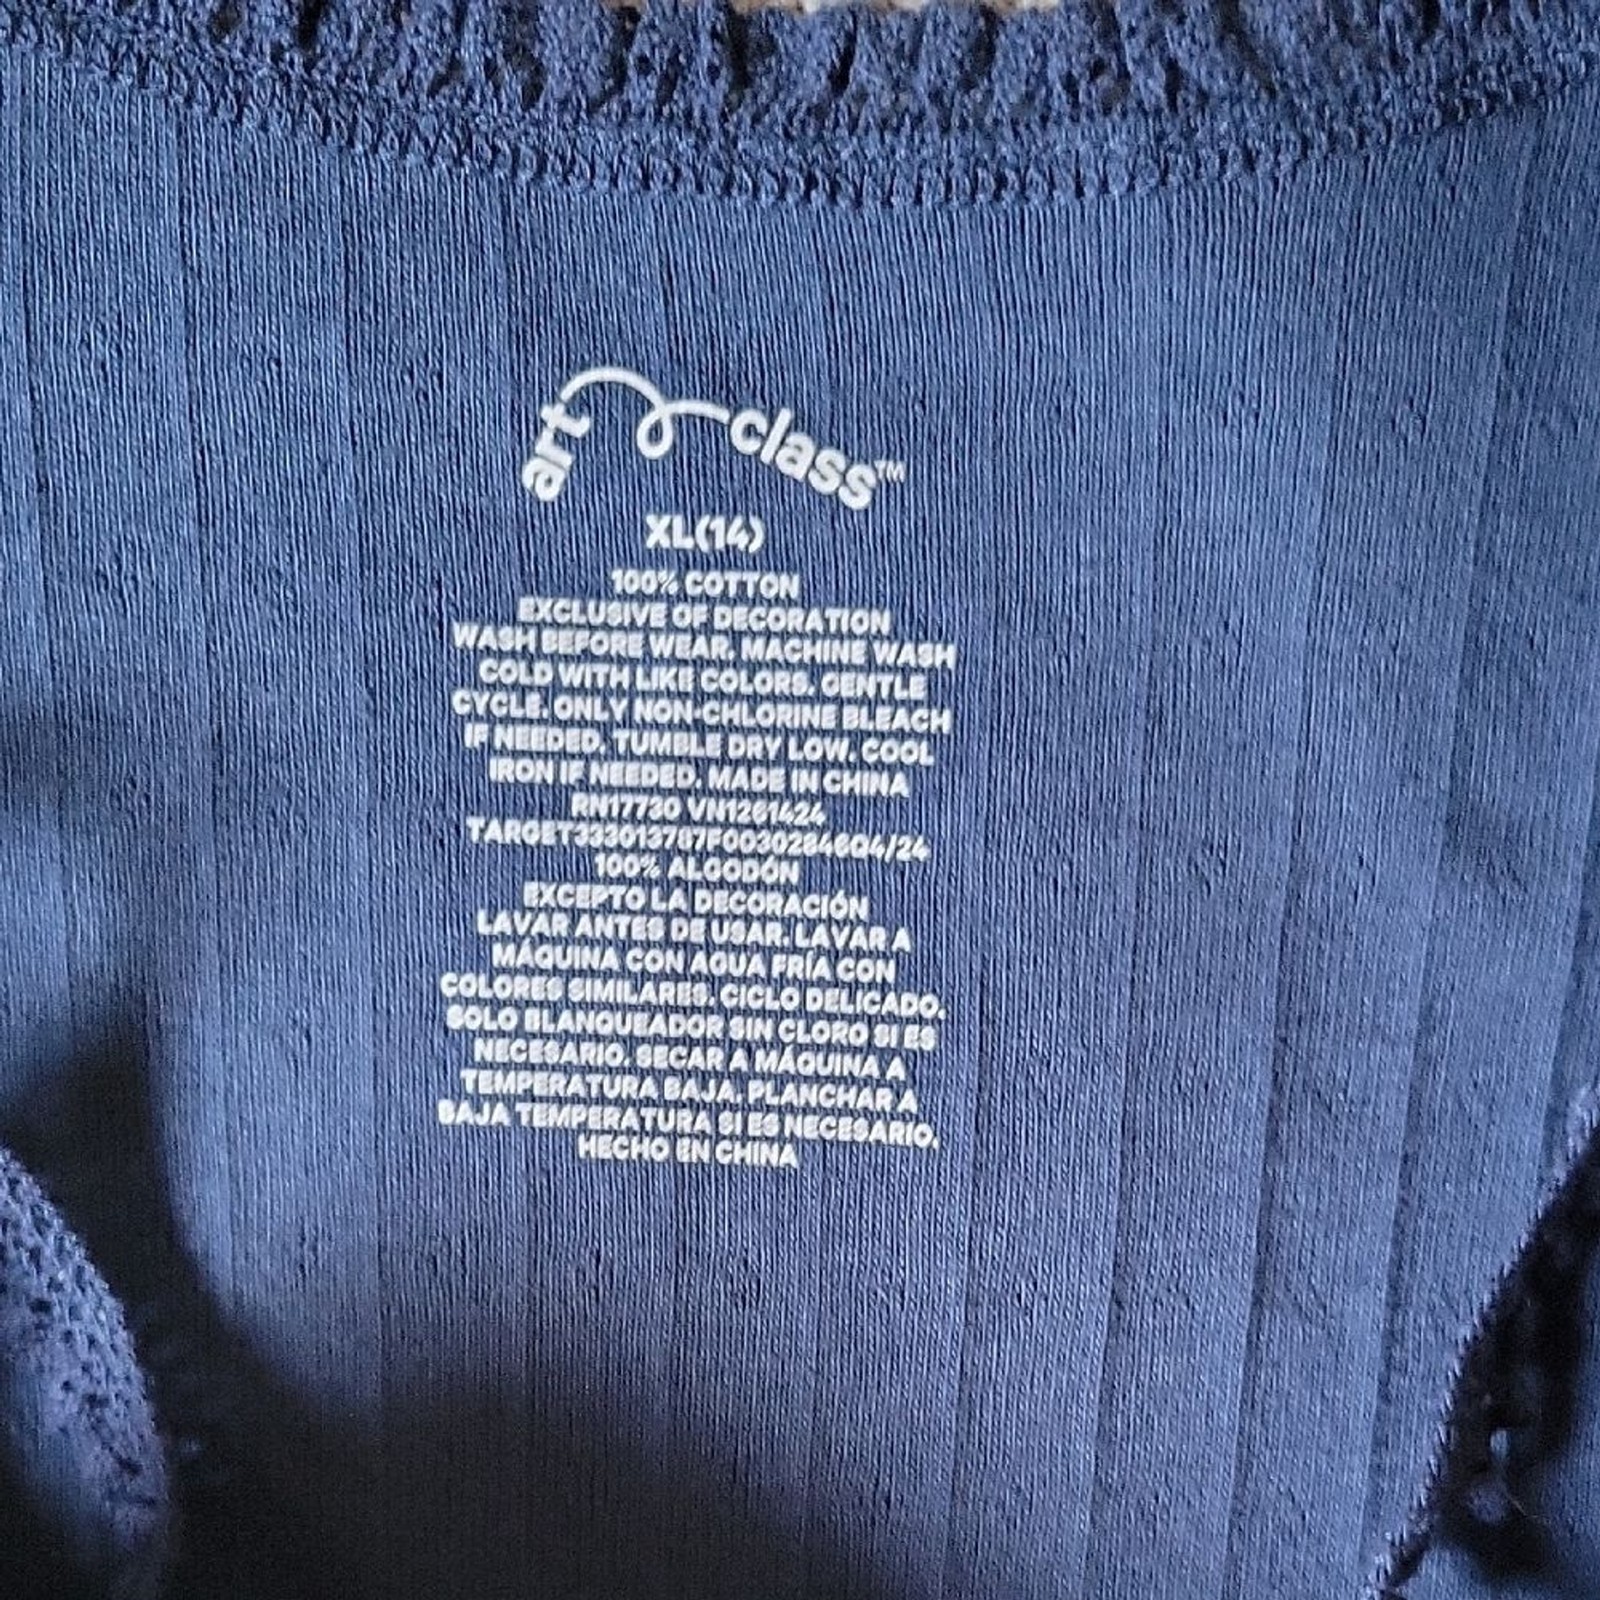 art class™
XL(14)
100% COTTON
EXCLUSIVE OF DECORATION
WASH BEFORE WEAR. MACHINE WASH
COLD WITH LIKE COLORS. GENTLE
CYCLE. ONLY NON-CHLORINE BLEACH
IF NEEDED. TUMBLE DRY LOW. COOL
IRON IF NEEDED. MADE IN CHINA
RN17730 VN1261424
TARGET333013787F00302846Q4/24
100% ALGODÓN
EXCEPTO LA DECORACIÓN
LAVAR ANTES DE USAR. LAVAR A
MÁQUINA CON AGUA FRÍA CON
COLORES SIMILARES. CICLO DELICADO.
SOLO BLANQUEADOR SIN CLORO SI ES
NECESARIO. SECAR A MÁQUINA A
TEMPERATURA BAJA. PLANCHAR A
BAJA TEMPERATURA SI ES NECESARIO.
HECHO EN CHINA